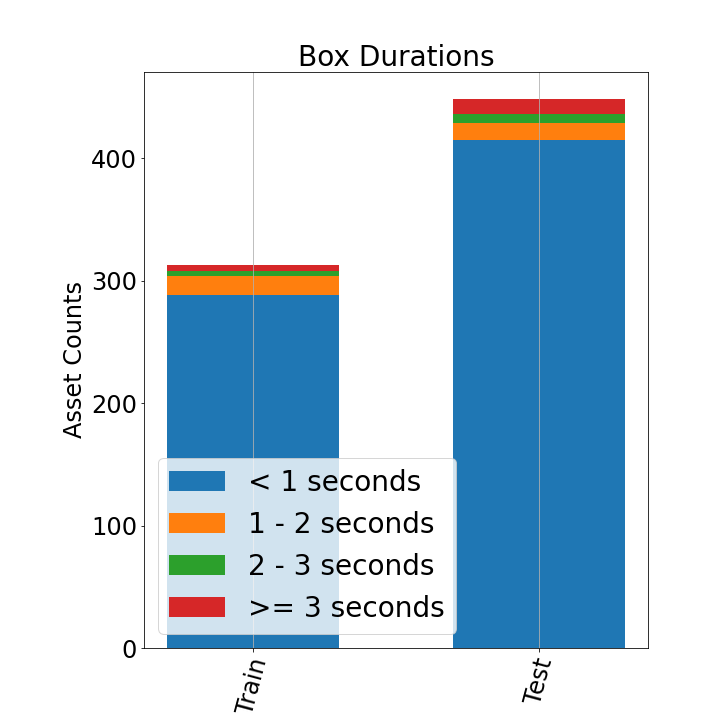 Box Durations
Asset Counts
400
300
200
100
0
< 1 seconds
1 - 2 seconds
2 - 3 seconds
>= 3 seconds
Train
Test